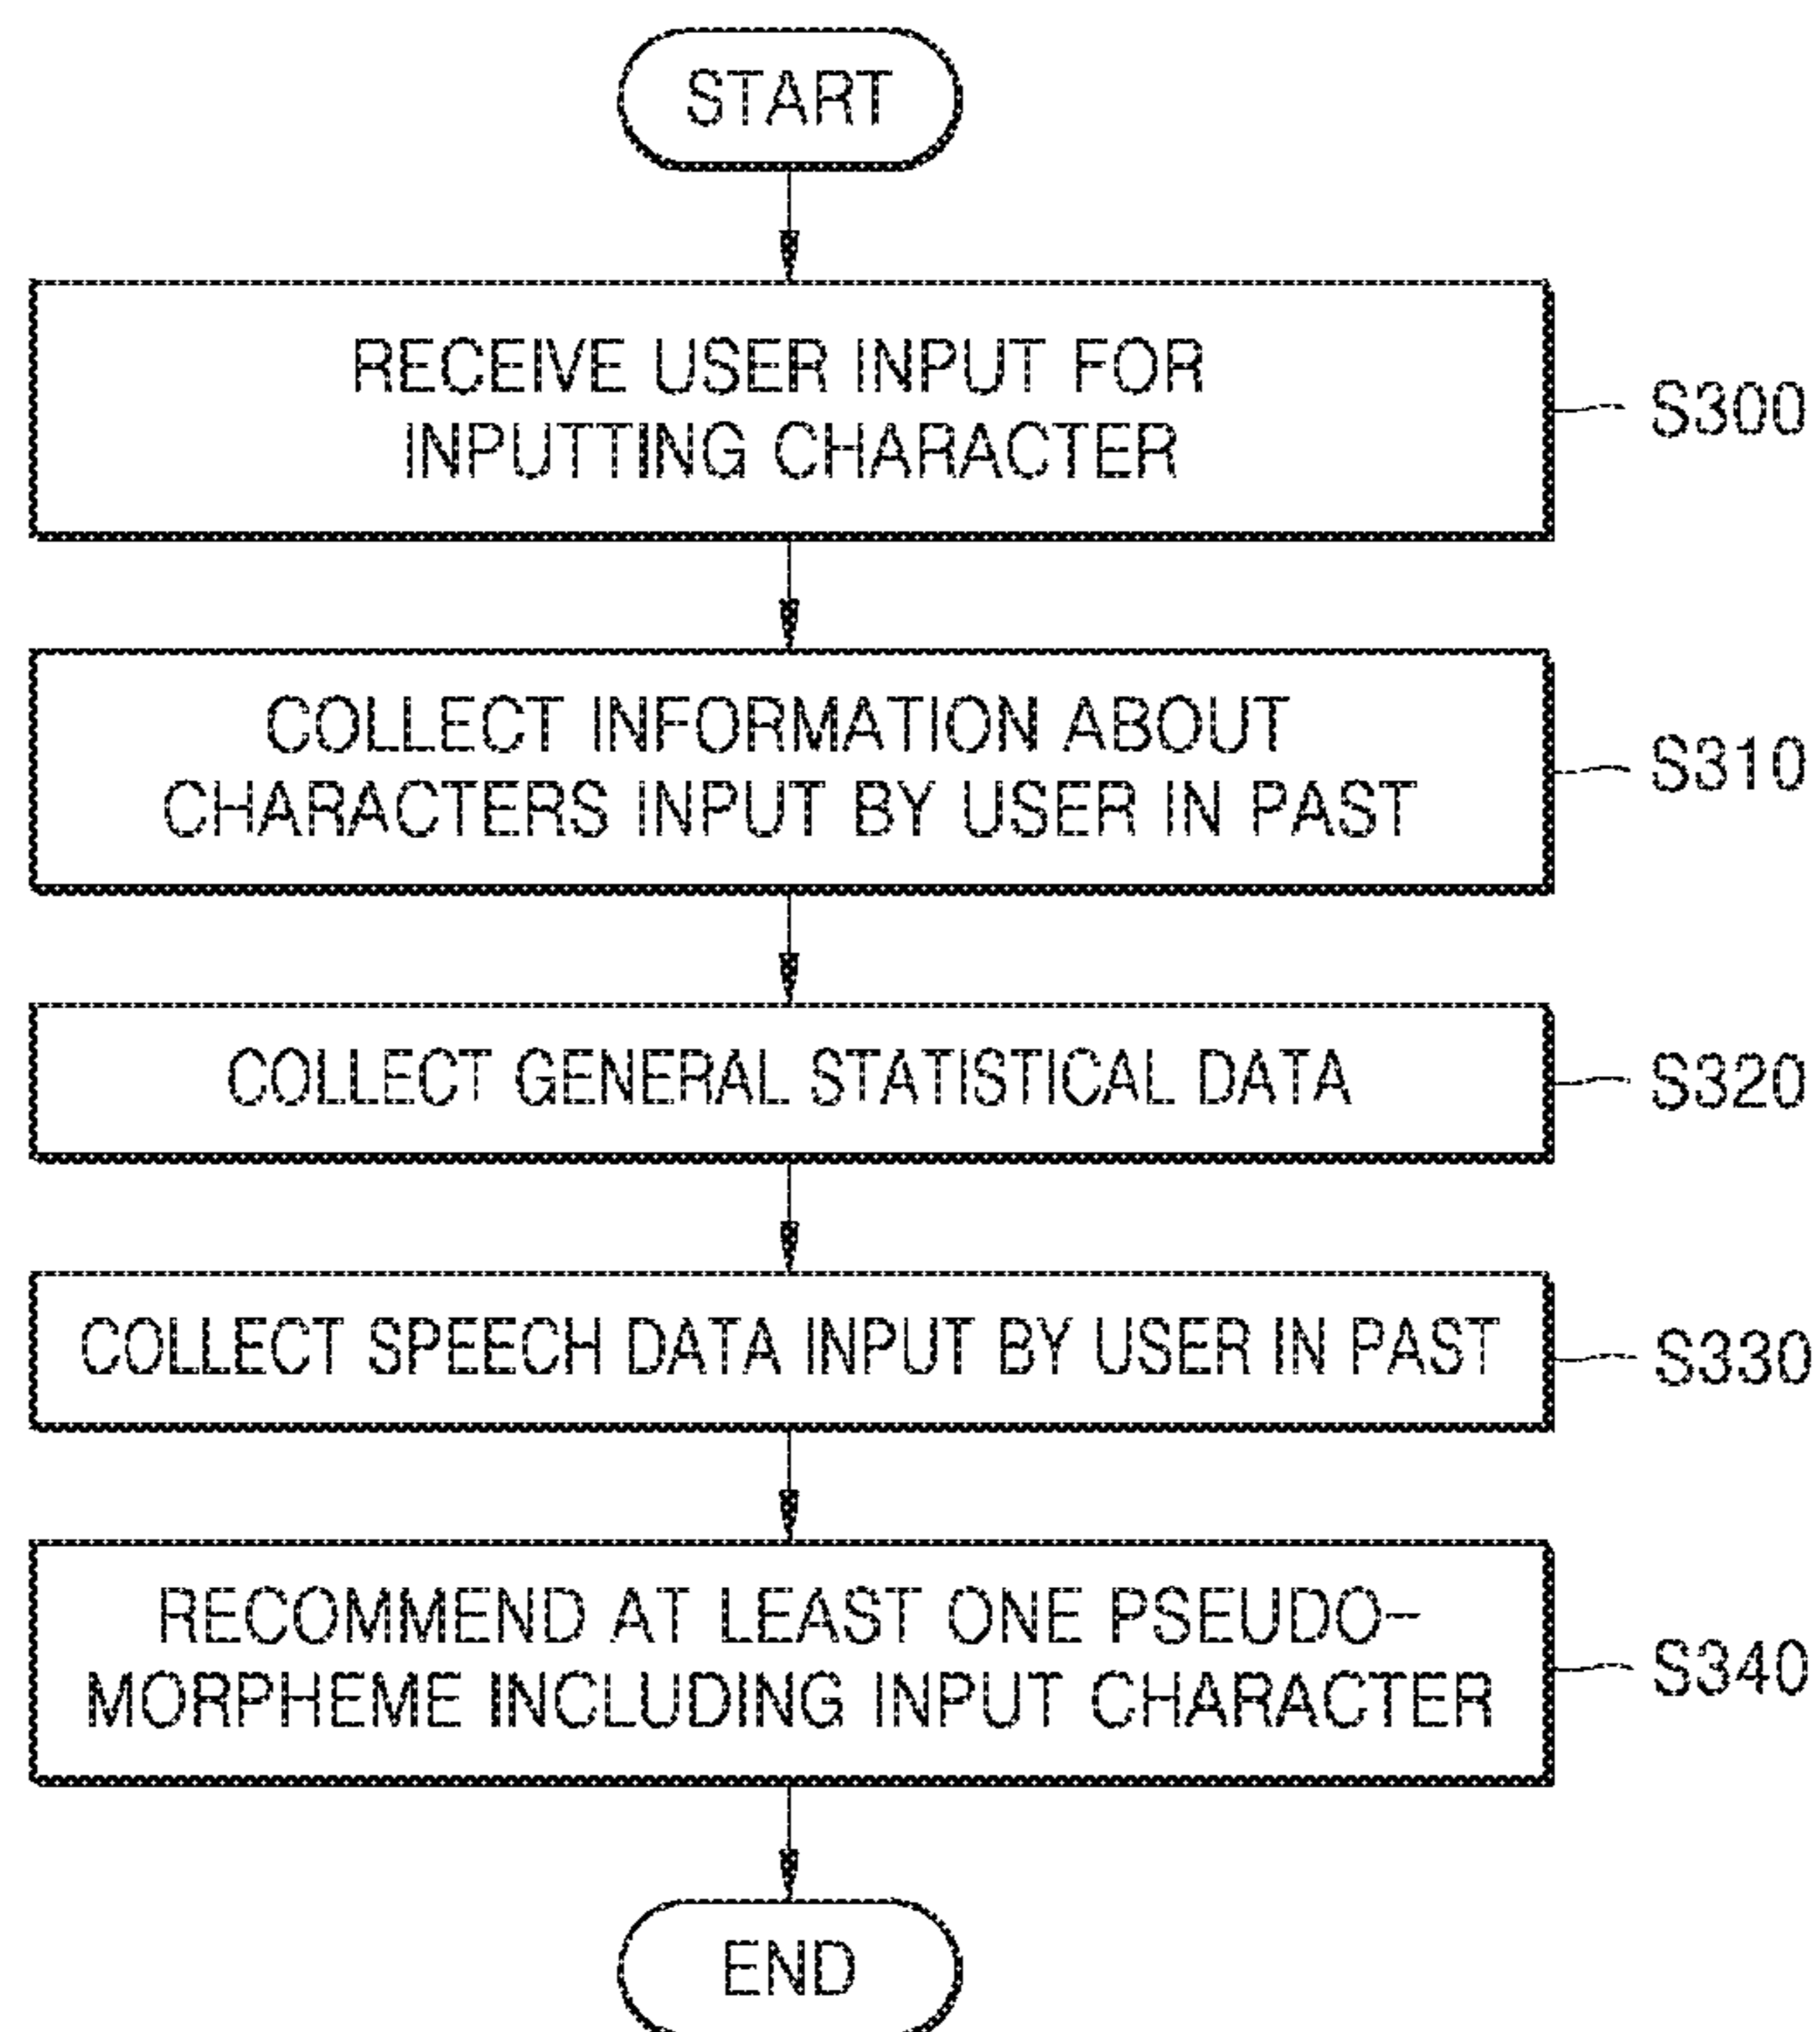 START
RECEIVE USER INPUT FOR
INPUTTING CHARACTER
S300
COLLECT INFORMATION ABOUT
CHARACTERS INPUT BY USER IN PAST
S310
COLLECT GENERAL STATISTICAL DATA
S320
COLLECT SPEECH DATA INPUT BY USER IN PAST
S330
RECOMMEND AT LEAST ONE PSEUDO-
MORPHEME INCLUDING INPUT CHARACTER
S340
END